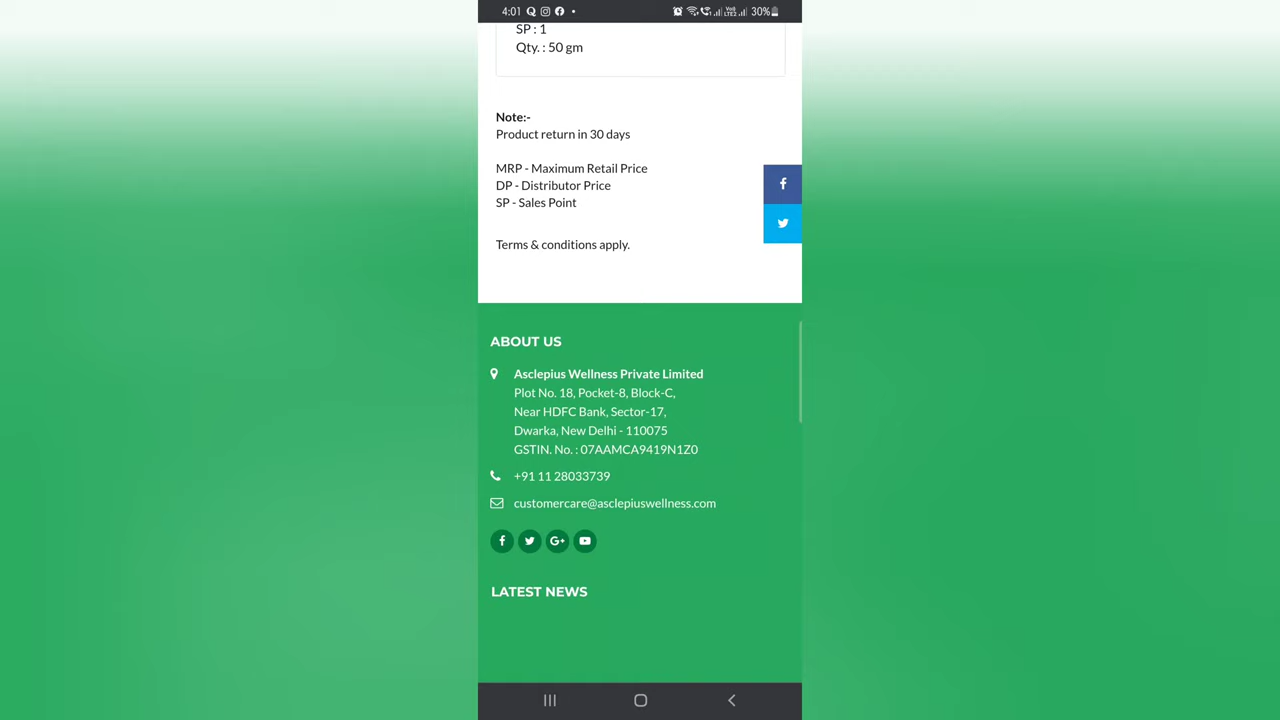 4:01
30%
SP : 1
Qty. : 50 gm
Note:-
Product return in 30 days
MRP - Maximum Retail Price
DP - Distributor Price
SP - Sales Point
Terms & conditions apply.
ABOUT US
Asclepius Wellness Private Limited
Plot No. 18, Pocket-8, Block-C,
Near HDFC Bank, Sector-17,
Dwarka, New Delhi - 110075
GSTIN. No. : 07AAMCA9419N1Z0
+91 11 28033739
customercare@asclepiuswellness.com
G+
LATEST NEWS